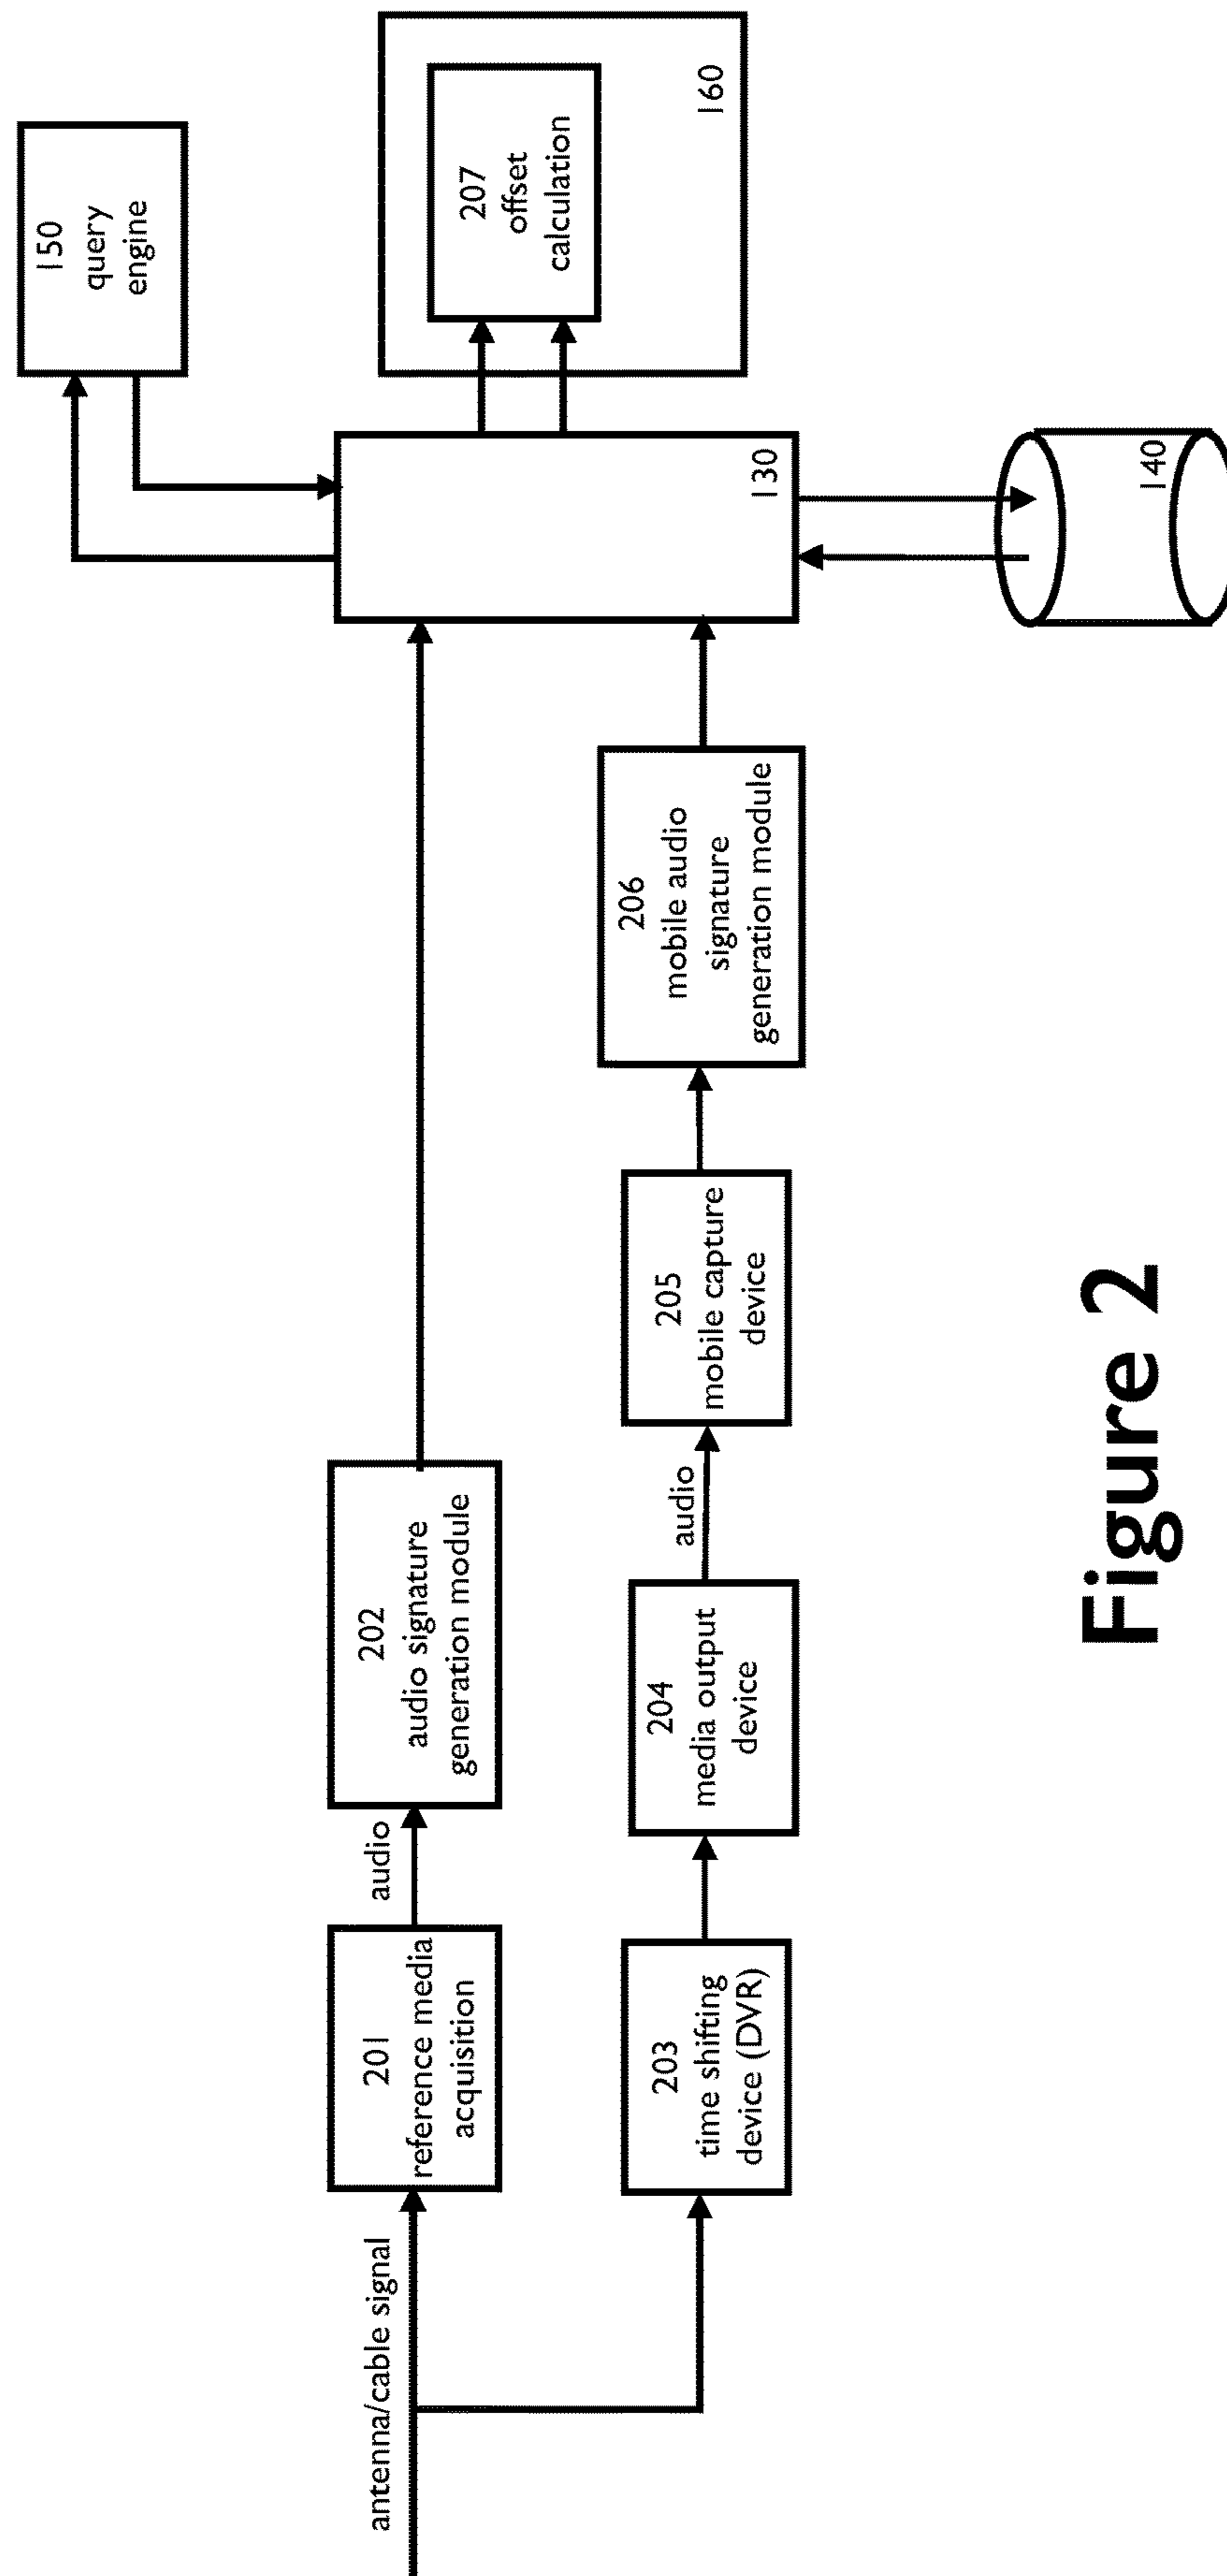 antenna/cable signal
201
reference media
acquisition
audio
202
audio signature
generation module
203
time shifting
device (DVR)
204
media output
device
audio
205
mobile capture
device
206
mobile audio
signature
generation module
130
150
query
engine
207
offset
calculation
160
140
Figure 2